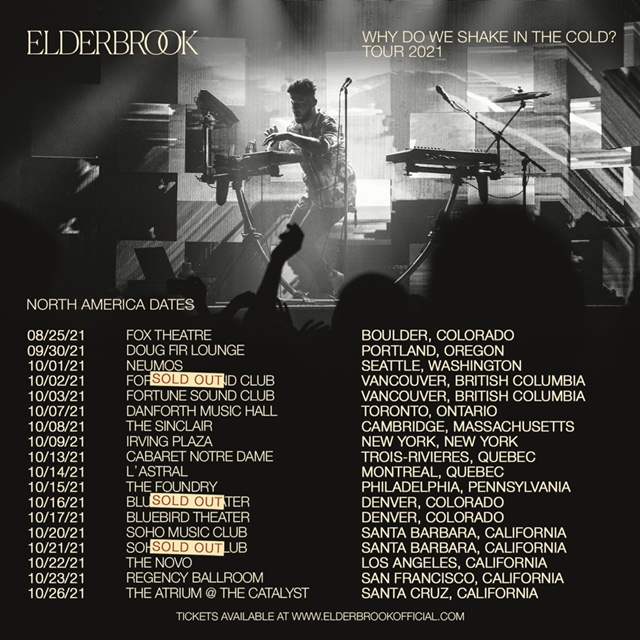 ELDERBROOK
WHY DO WE SHAKE IN THE COLD?
TOUR 2021
NORTH AMERICA DATES
08/25/21 FOX THEATRE BOULDER, COLORADO
09/30/21 DOUG FIR LOUNGE PORTLAND, OREGON
10/01/21 NEUMOS SEATTLE, WASHINGTON
10/02/21 FOR SOLD OUT ND CLUB VANCOUVER, BRITISH COLUMBIA
10/03/21 FORTUNE SOUND CLUB VANCOUVER, BRITISH COLUMBIA
10/07/21 DANFORTH MUSIC HALL TORONTO, ONTARIO
10/08/21 THE SINCLAIR CAMBRIDGE, MASSACHUSETTS
10/09/21 IRVING PLAZA NEW YORK, NEW YORK
10/13/21 CABARET NOTRE DAME TROIS-RIVIERES, QUEBEC
10/14/21 L'ASTRAL MONTREAL, QUEBEC
10/15/21 THE FOUNDRY PHILADELPHIA, PENNSYLVANIA
10/16/21 BLU SOLD OUT ATER DENVER, COLORADO
10/17/21 BLUEBIRD THEATER DENVER, COLORADO
10/20/21 SOHO MUSIC CLUB SANTA BARBARA, CALIFORNIA
10/21/21 SOH SOLD OUT LUB SANTA BARBARA, CALIFORNIA
10/22/21 THE NOVO LOS ANGELES, CALIFORNIA
10/23/21 REGENCY BALLROOM SAN FRANCISCO, CALIFORNIA
10/26/21 THE ATRIUM @ THE CATALYST SANTA CRUZ, CALIFORNIA
TICKETS AVAILABLE AT WWW.ELDERBROOKOFFICIAL.COM